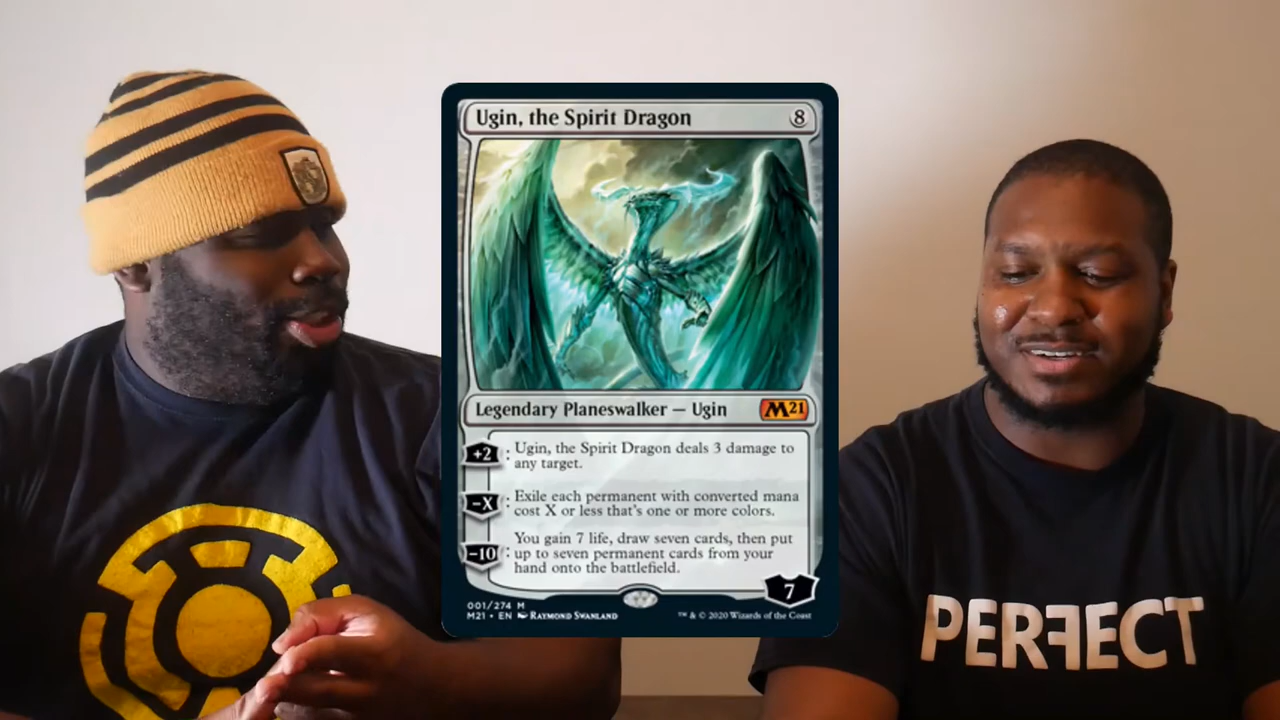 Ugin, the Spirit Dragon 8
Legendary Planeswalker — Ugin M21
+2: Ugin, the Spirit Dragon deals 3 damage to
any target.
-X: Exile each permanent with converted mana
cost X or less that's one or more colors.
You gain 7 life, draw seven cards, then put
-10: up to seven permanent cards from your
hand onto the battlefield.
7
001/274 M
M21 • EN Raymond Swanland ™ & © 2020 Wizards of the Coast
PERFECT